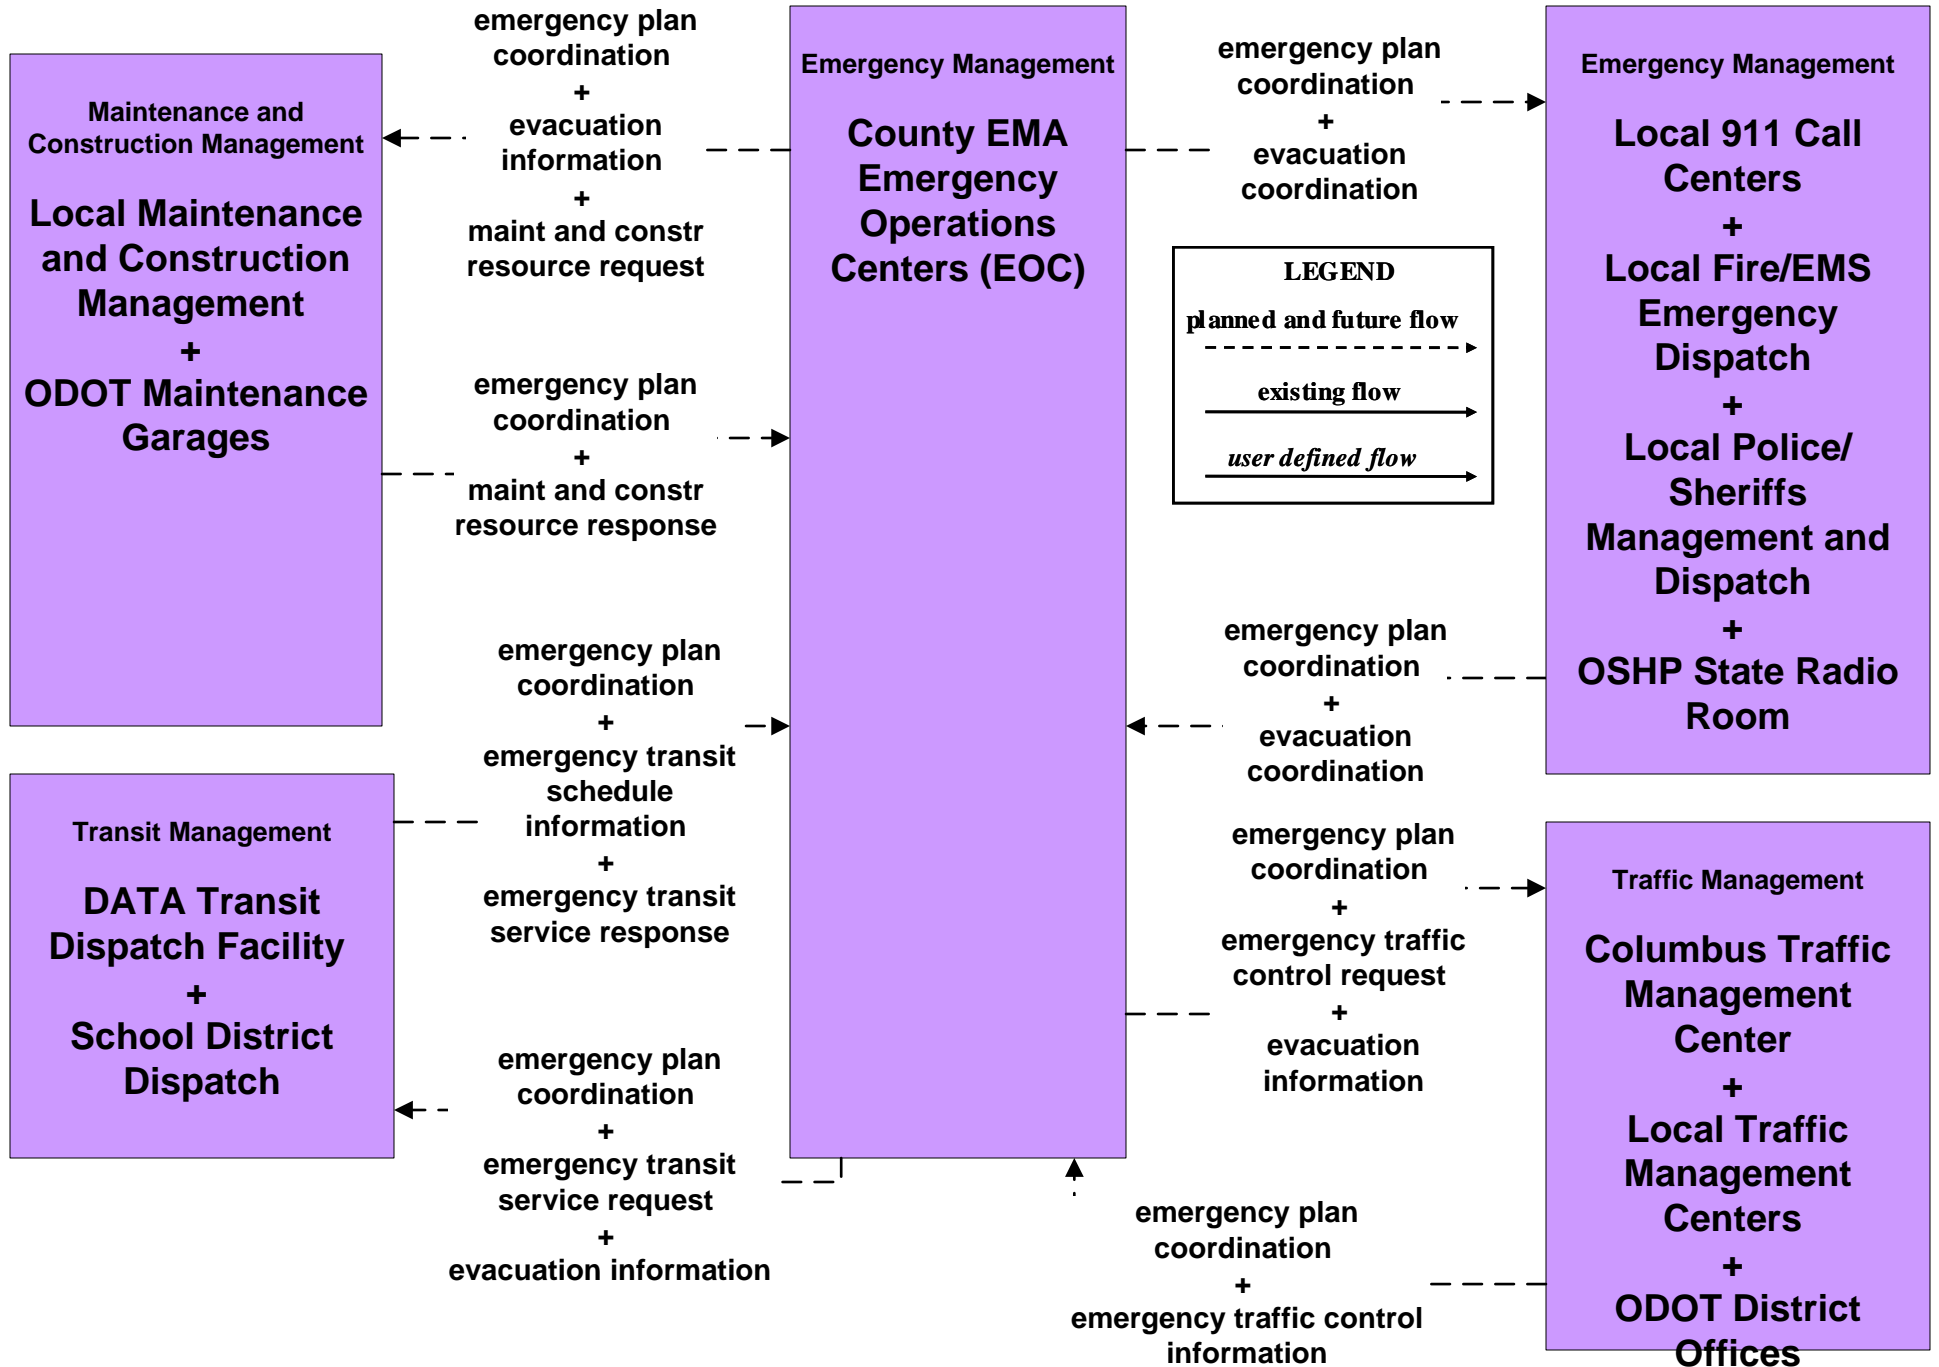 Maintenance and
Construction Management
Local Maintenance
and Construction
Management
+
ODOT Maintenance
Garages
emergency plan
coordination
+
evacuation
information
+
maint and constr
resource request
emergency plan
coordination
+
maint and constr
resource response
Emergency Management
County EMA
Emergency
Operations
Centers (EOC)
emergency plan
coordination
+
evacuation
coordination
LEGEND
planned and future flow
existing flow
user defined flow
Emergency Management
Local 911 Call
Centers
+
Local Fire/EMS
Emergency
Dispatch
+
Local Police/
Sheriffs
Management and
Dispatch
+
OSHP State Radio
Room
emergency plan
coordination
+
evacuation
coordination
Transit Management
DATA Transit
Dispatch Facility
+
School District
Dispatch
emergency plan
coordination
+
emergency transit
schedule
information
+
emergency transit
service response
emergency plan
coordination
+
emergency transit
service request
+
evacuation information
emergency plan
coordination
+
emergency traffic
control request
+
evacuation
information
emergency plan
coordination
+
emergency traffic control
information
Traffic Management
Columbus Traffic
Management
Center
+
Local Traffic
Management
Centers
+
ODOT District
Offices